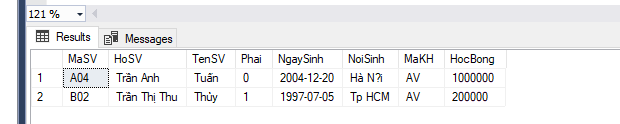 121 %
Results Messages
MaSV HoSV TenSV Phai NgaySinh NoiSinh MaKH HocBong
1 A04 Trần Anh Tuấn 0 2004-12-20 Hà N?i AV 1000000
2 B02 Trần Thị Thu Thủy 1 1997-07-05 Tp HCM AV 200000